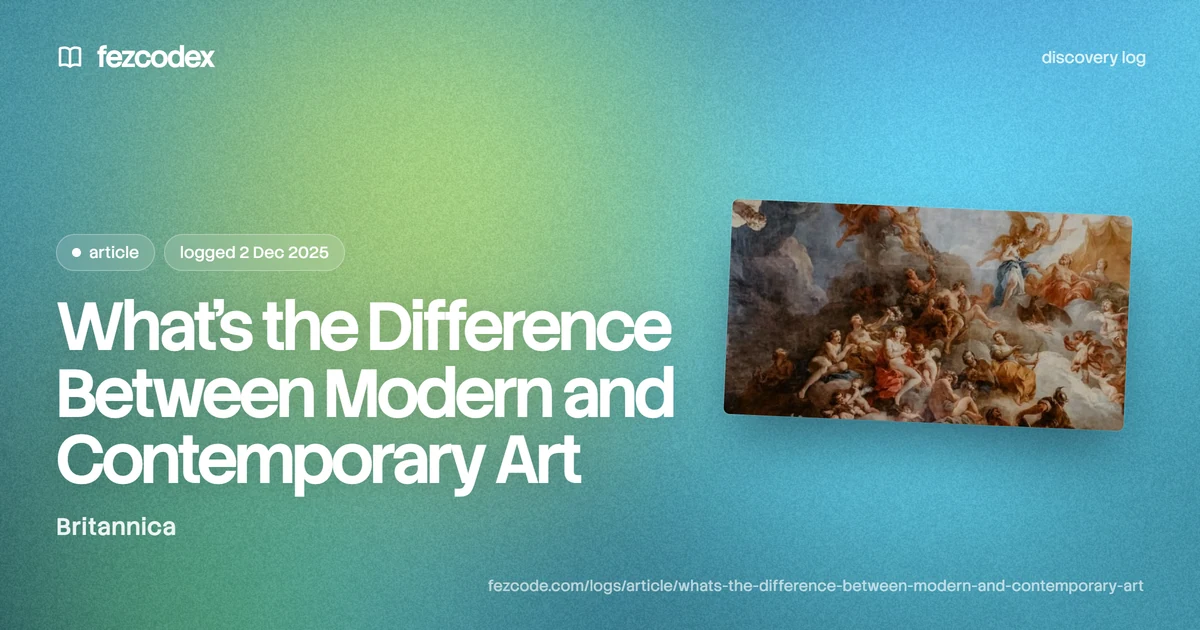 fezcodex
discovery log
article
logged 2 Dec 2025
What’s the Difference
Between Modern and
Contemporary Art
Britannica
fezcode.com/logs/article/whats-the-difference-between-modern-and-contemporary-art